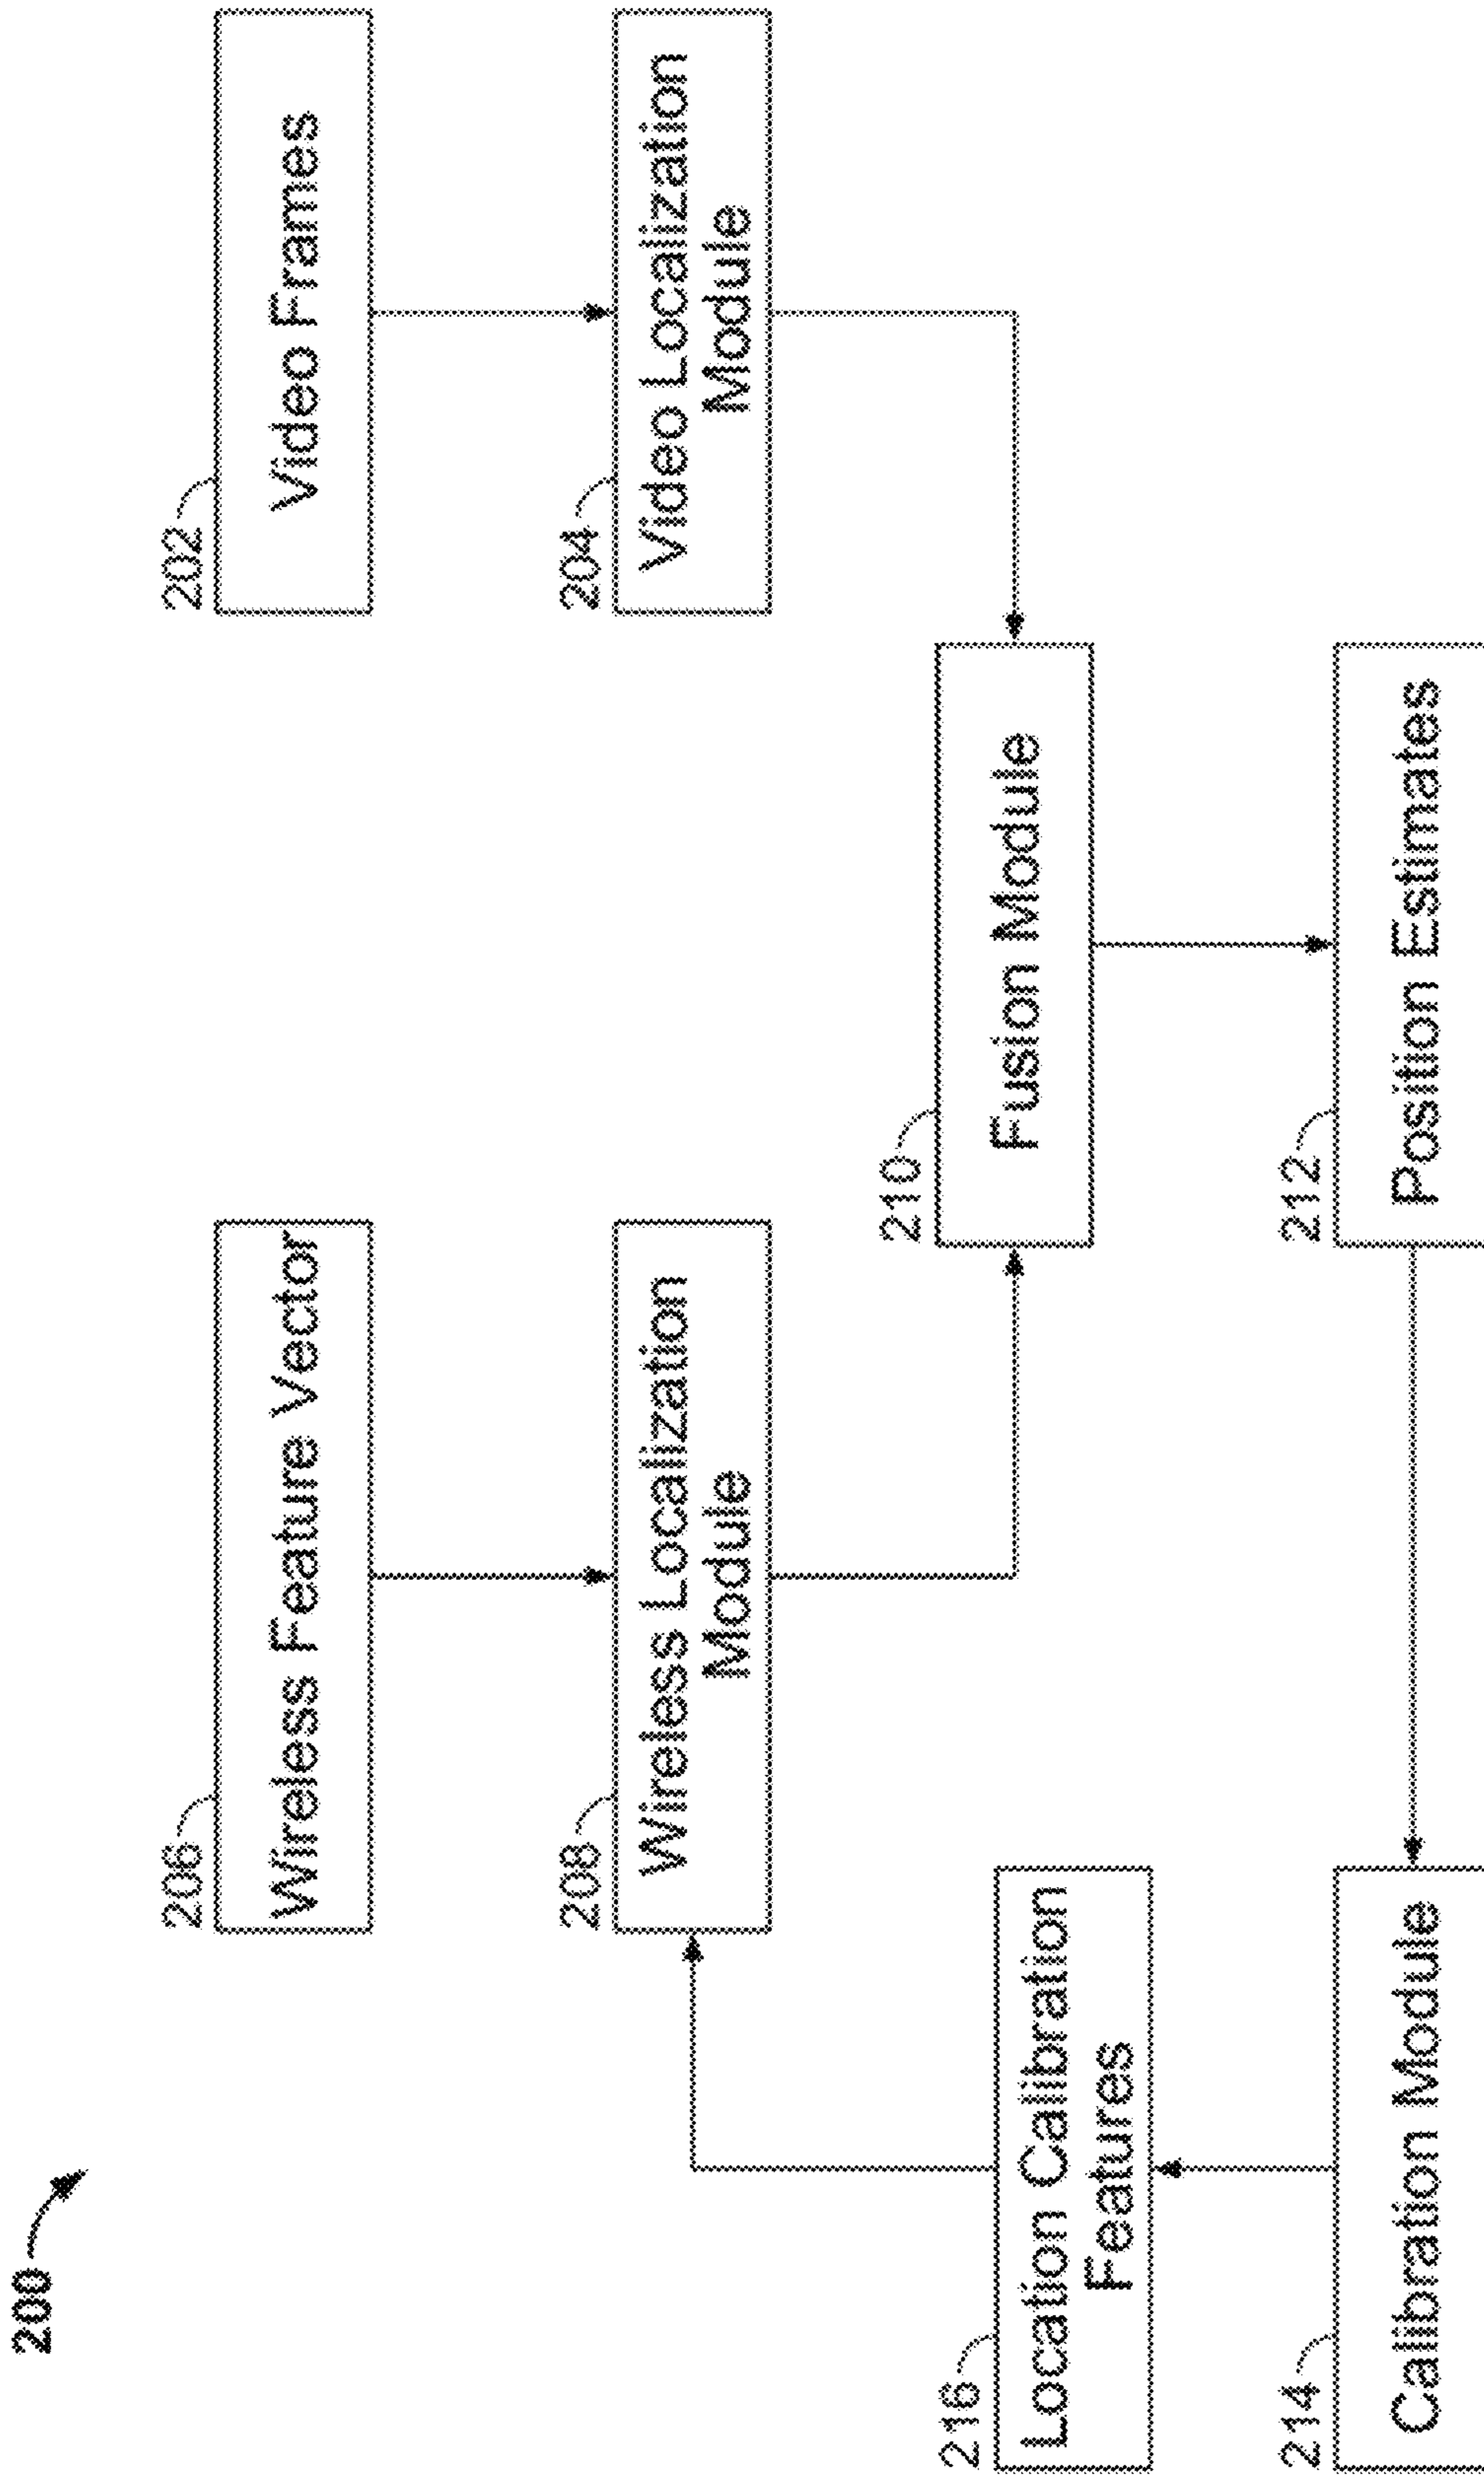 200
206
Wireless Feature Vector
202
Video Frames
208
Wireless Localization
Module
204
Video Localization
Module
216
Location Calibration
Features
210
Fusion Module
214
Calibration Module
212
Position Estimates